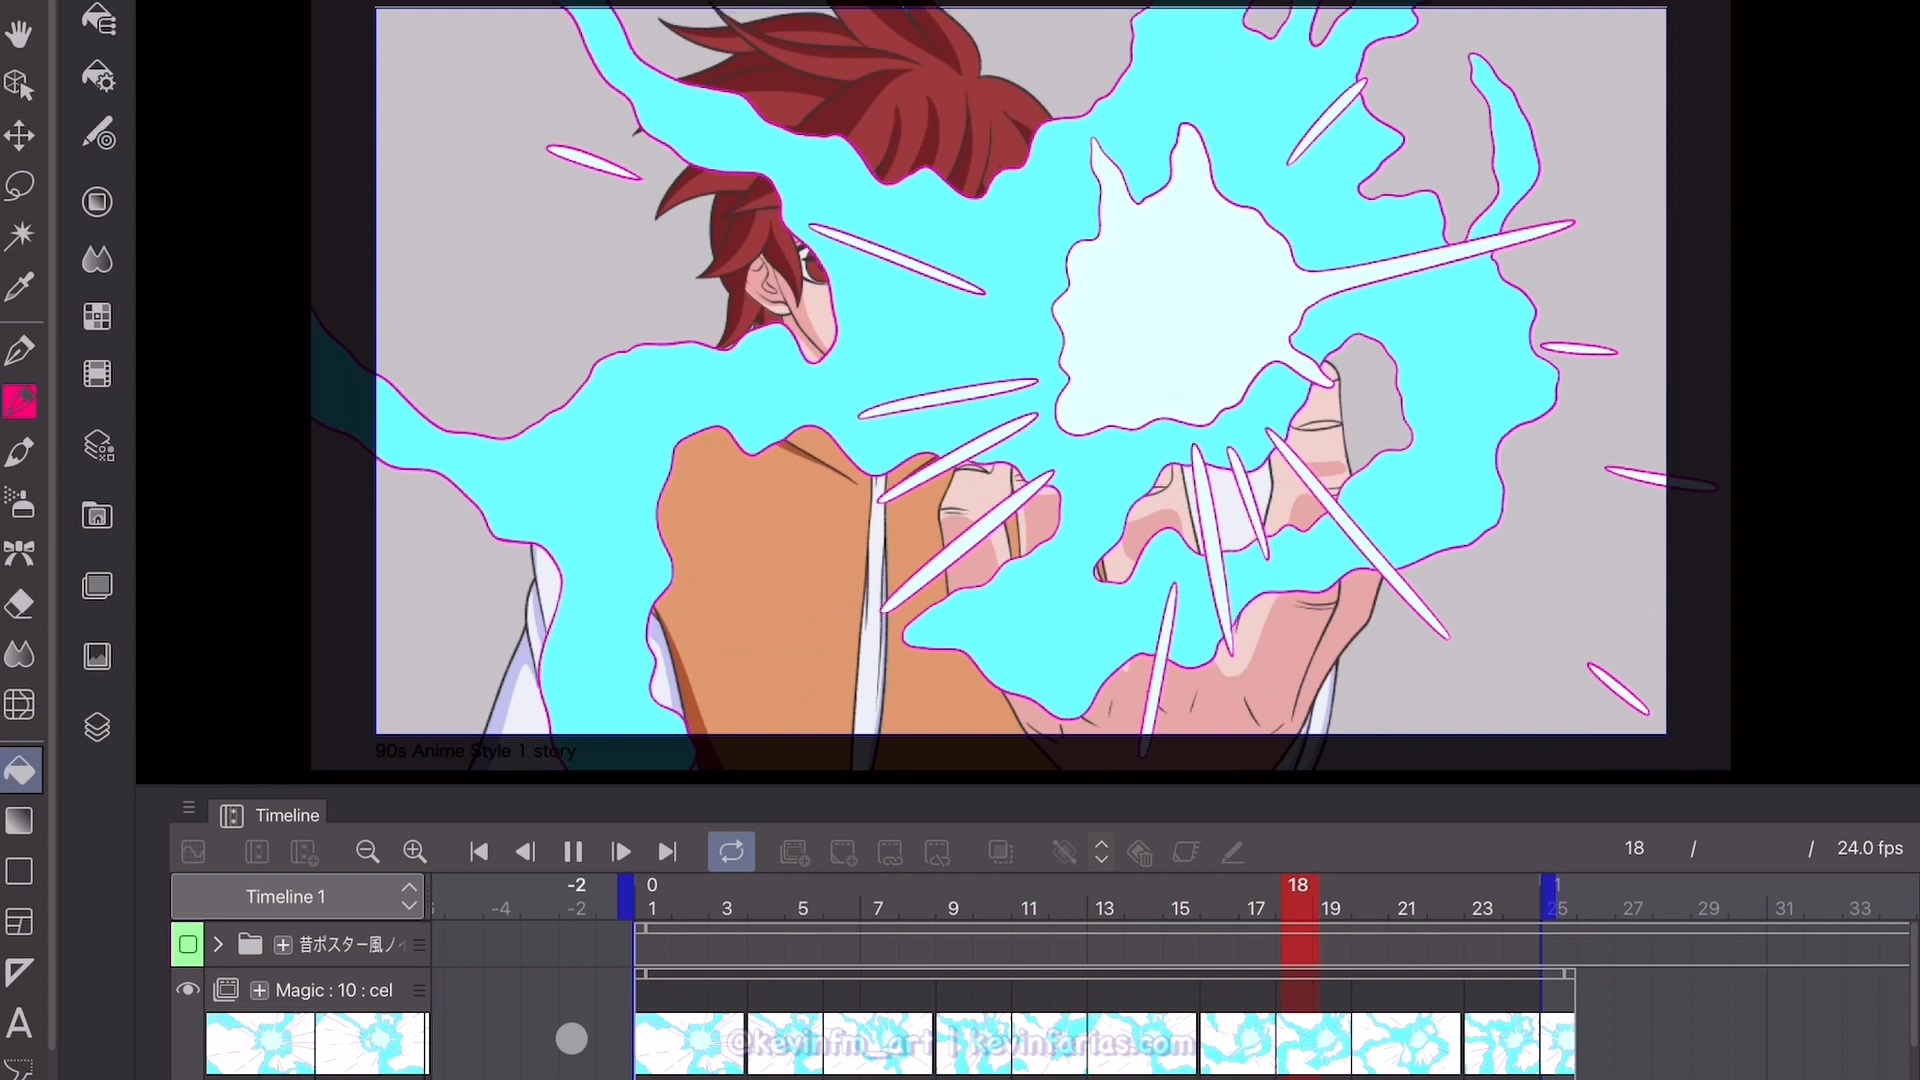 90s Anime Style 1 story
Timeline
18 / / 24.0 fps
Timeline 1
-2 0 18 1
-4 -2 1 3 5 7 9 11 13 15 17 19 21 23 25 27 29 31 33
昔ポスター風ノイ
Magic : 10 : cel
@kevinfm_art | kevinfarias.com
A